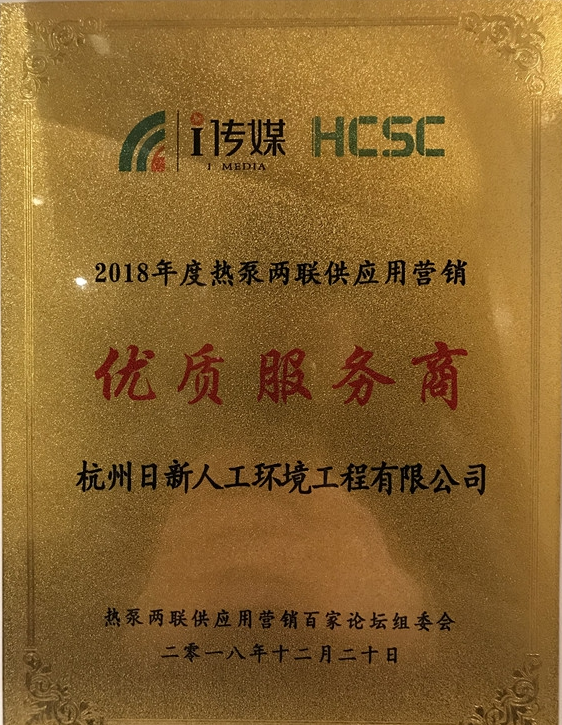 i传媒 HCSC
I MEDIA
2018年度热泵两联供应用营销
优质服务商
杭州日新人工环境工程有限公司
热泵两联供应用营销百家论坛组委会
二零一八年十二月二十日